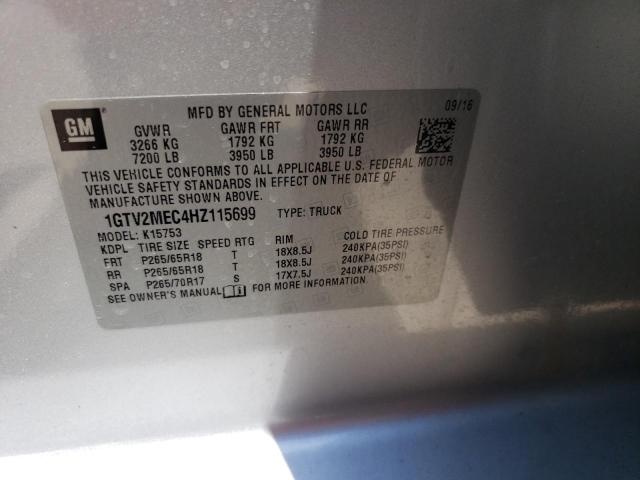 GM
MFD BY GENERAL MOTORS LLC 09/16
GVWR GAWR FRT GAWR RR
3266 KG 1792 KG 1792 KG
7200 LB 3950 LB 3950 LB
THIS VEHICLE CONFORMS TO ALL APPLICABLE U.S. FEDERAL MOTOR
VEHICLE SAFETY STANDARDS IN EFFECT ON THE DATE OF
MANUFACTURE SHOWN ABOVE.
1GTV2MEC4HZ115699 TYPE: TRUCK
MODEL: K15753
KDPL TIRE SIZE SPEED RTG RIM COLD TIRE PRESSURE
FRT P265/65R18 T 18X8.5J 240KPA(35PSI)
RR P265/65R18 T 18X8.5J 240KPA(35PSI)
SPA P265/70R17 S 17X7.5J 240KPA(35PSI)
SEE OWNER'S MANUAL FOR MORE INFORMATION.